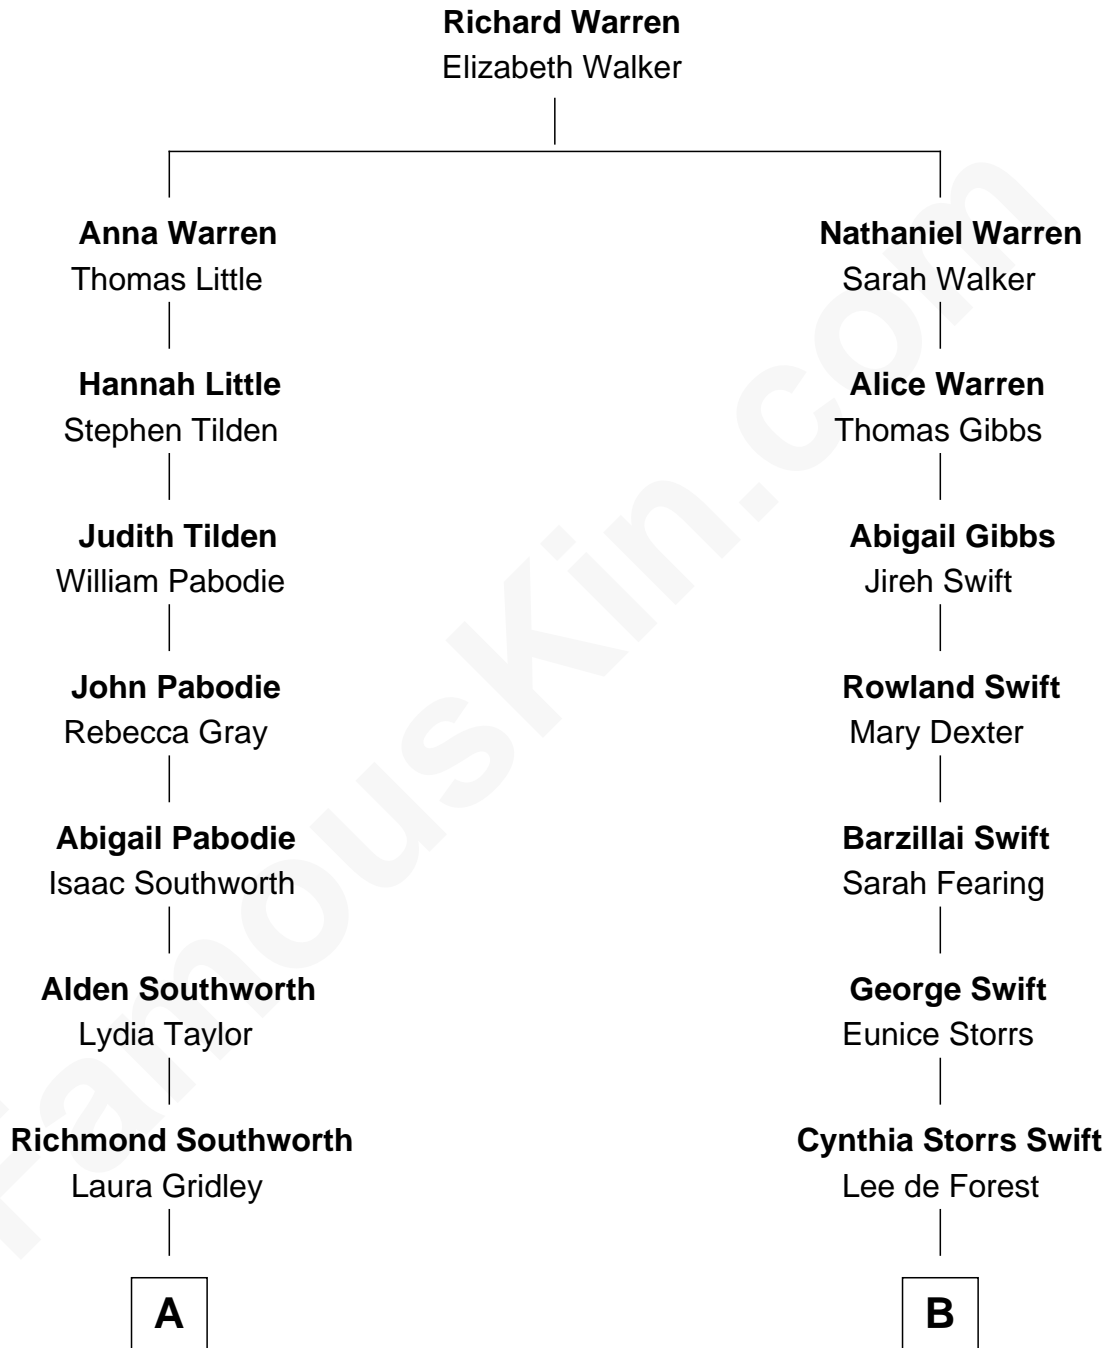 Richard Warren
Elizabeth Walker
Anna Warren
Thomas Little
Nathaniel Warren
Sarah Walker
Hannah Little
Stephen Tilden
Alice Warren
Thomas Gibbs
Judith Tilden
William Pabodie
Abigail Gibbs
Jireh Swift
John Pabodie
Rebecca Gray
Rowland Swift
Mary Dexter
Abigail Pabodie
Isaac Southworth
Barzillai Swift
Sarah Fearing
Alden Southworth
Lydia Taylor
George Swift
Eunice Storrs
Richmond Southworth
Laura Gridley
Cynthia Storrs Swift
Lee de Forest
A
B
FamousKin.com